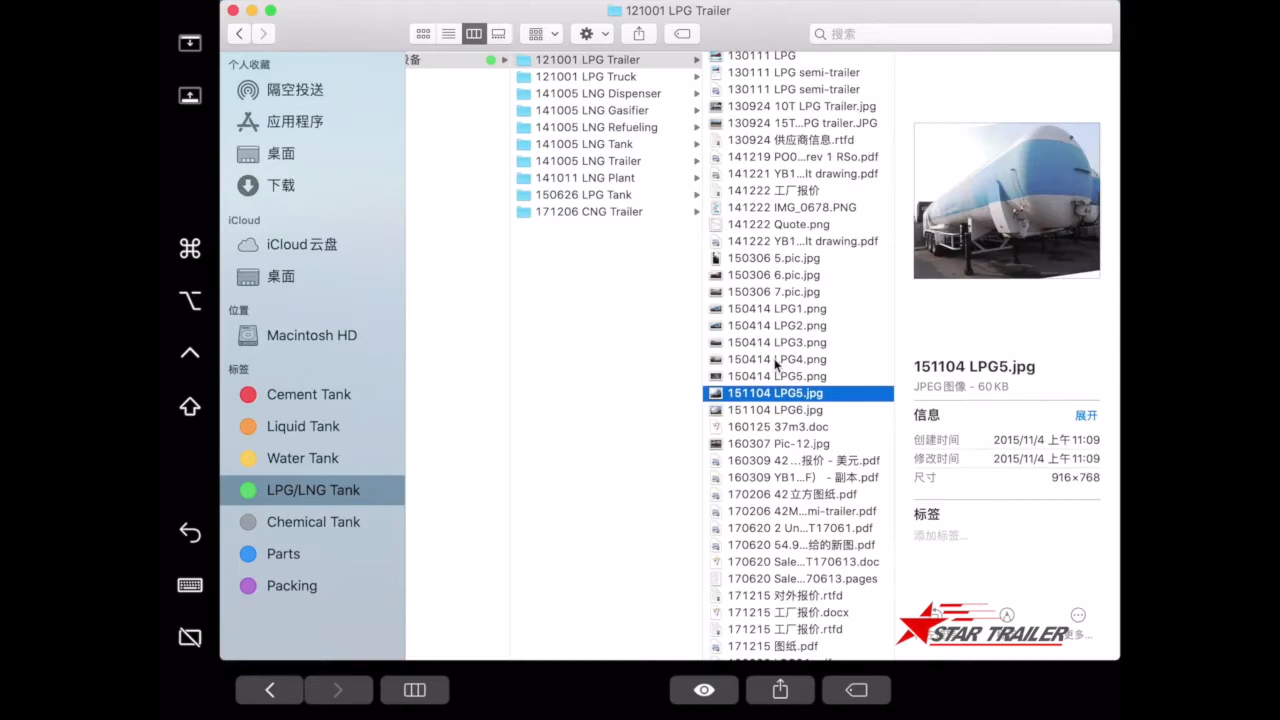 121001 LPG Trailer
搜索
个人收藏
隔空投送
应用程序
桌面
下载
iCloud
iCloud 云盘
桌面
位置
Macintosh HD
标签
Cement Tank
Liquid Tank
Water Tank
LPG/LNG Tank
Chemical Tank
Parts
Packing
备
121001 LPG Trailer
121001 LPG Truck
141005 LNG Dispenser
141005 LNG Gasifier
141005 LNG Refueling
141005 LNG Tank
141005 LNG Trailer
141011 LNG Plant
150626 LPG Tank
171206 CNG Trailer
130111 LPG
130111 LPG semi-trailer
130111 LPG semi-trailer
130924 10T LPG Trailer.jpg
130924 15T...PG trailer.JPG
130924 供应商信息.rtfd
141219 PO0...rev 1 RSo.pdf
141221 YB1...lt drawing.pdf
141222 工厂报价
141222 IMG_0678.PNG
141222 Quote.png
141222 YB1...lt drawing.pdf
150306 5.pic.jpg
150306 6.pic.jpg
150306 7.pic.jpg
150414 LPG1.png
150414 LPG2.png
150414 LPG3.png
150414 LPG4.png
150414 LPG5.png
151104 LPG5.jpg
151104 LPG6.jpg
160125 37m3.doc
160307 Pic-12.jpg
160309 42...报价 - 美元.pdf
160309 YB1...F） - 副本.pdf
170206 42立方图纸.pdf
170206 42M...mi-trailer.pdf
170620 2 Un...T17061.pdf
170620 54.9...给的新图.pdf
170620 Sale...T170613.doc
170620 Sale...70613.pages
171215 对外报价.rtfd
171215 工厂报价.docx
171215 工厂报价.rtfd
171215 图纸.pdf
151104 LPG5.jpg
JPEG图像 - 60 KB
信息
展开
创建时间 2015/11/4 上午11:09
修改时间 2015/11/4 上午11:09
尺寸 916×768
标签
添加标签...
STAR TRAILER
更多...